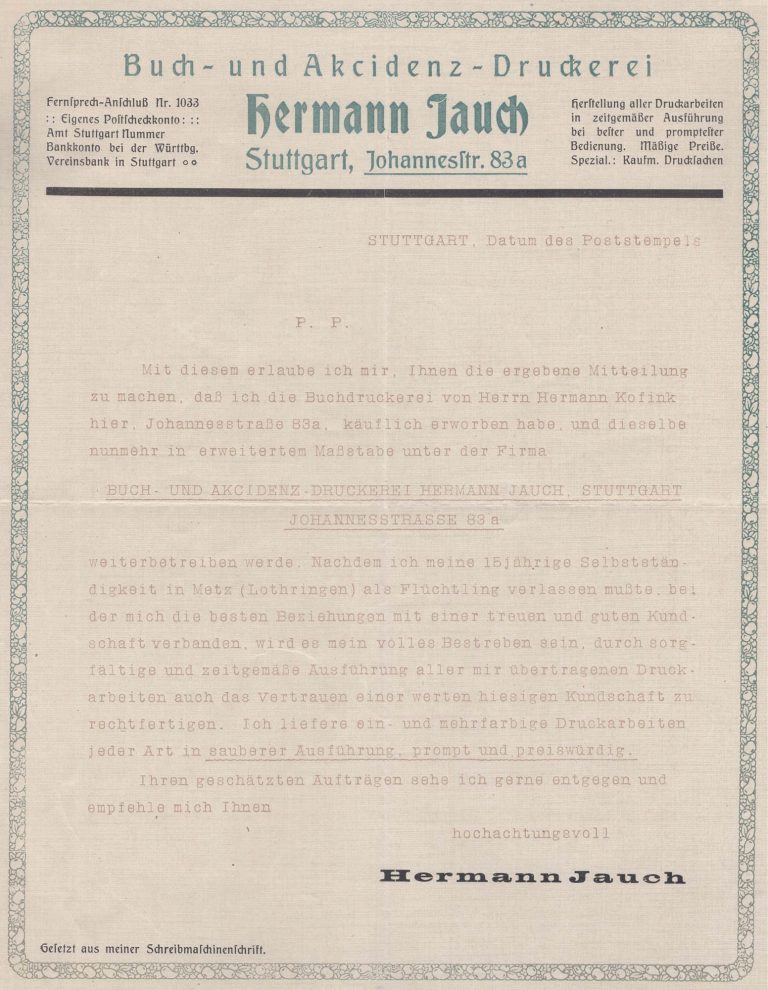 Buch- und Akcidenz-Druckerei
Fernſprech-Anſchluß Nr. 1033
:: Eigenes Poſtſcheckkonto: ::
Amt Stuttgart Nummer
Bankkonto bei der Württbg.
Vereinsbank in Stuttgart ∘∘
Hermann Jauch
Stuttgart, Johannesſtr. 83a
Herſtellung aller Druckarbeiten
in zeitgemäßer Ausführung
bei beſter und prompteſter
Bedienung. Mäßige Preiße.
Spezial.: Kaufm. Druckſachen
STUTTGART, Datum des Poststempels
P. P.
Mit diesem erlaube ich mir, Ihnen die ergebene Mitteilung
zu machen, daß ich die Buchdruckerei von Herrn Hermann Kofink
hier, Johannesstraße 83a, käuflich erworben habe, und dieselbe
nunmehr in erweitertem Maßstabe unter der Firma
BUCH- UND AKCIDENZ-DRUCKEREI HERMANN JAUCH, STUTTGART
JOHANNESSTRASSE 83a
weiterbetreiben werde. Nachdem ich meine 15jährige Selbststän-
digkeit in Metz (Lothringen) als Flüchtling verlassen mußte, bei
der mich die besten Beziehungen mit einer treuen und guten Kund-
schaft verbanden, wird es mein volles Bestreben sein, durch sorg-
fältige und zeitgemäße Ausführung aller mir übertragenen Druck-
arbeiten auch das Vertrauen einer werten hiesigen Kundschaft zu
rechtfertigen. Ich liefere ein- und mehrfarbige Druckarbeiten
jeder Art in sauberer Ausführung, prompt und preiswürdig.
Ihren geschätzten Aufträgen sehe ich gerne entgegen und
empfehle mich Ihnen
hochachtungsvoll
Hermann Jauch
Geſetzt aus meiner Schreibmaſchinenſchrift.